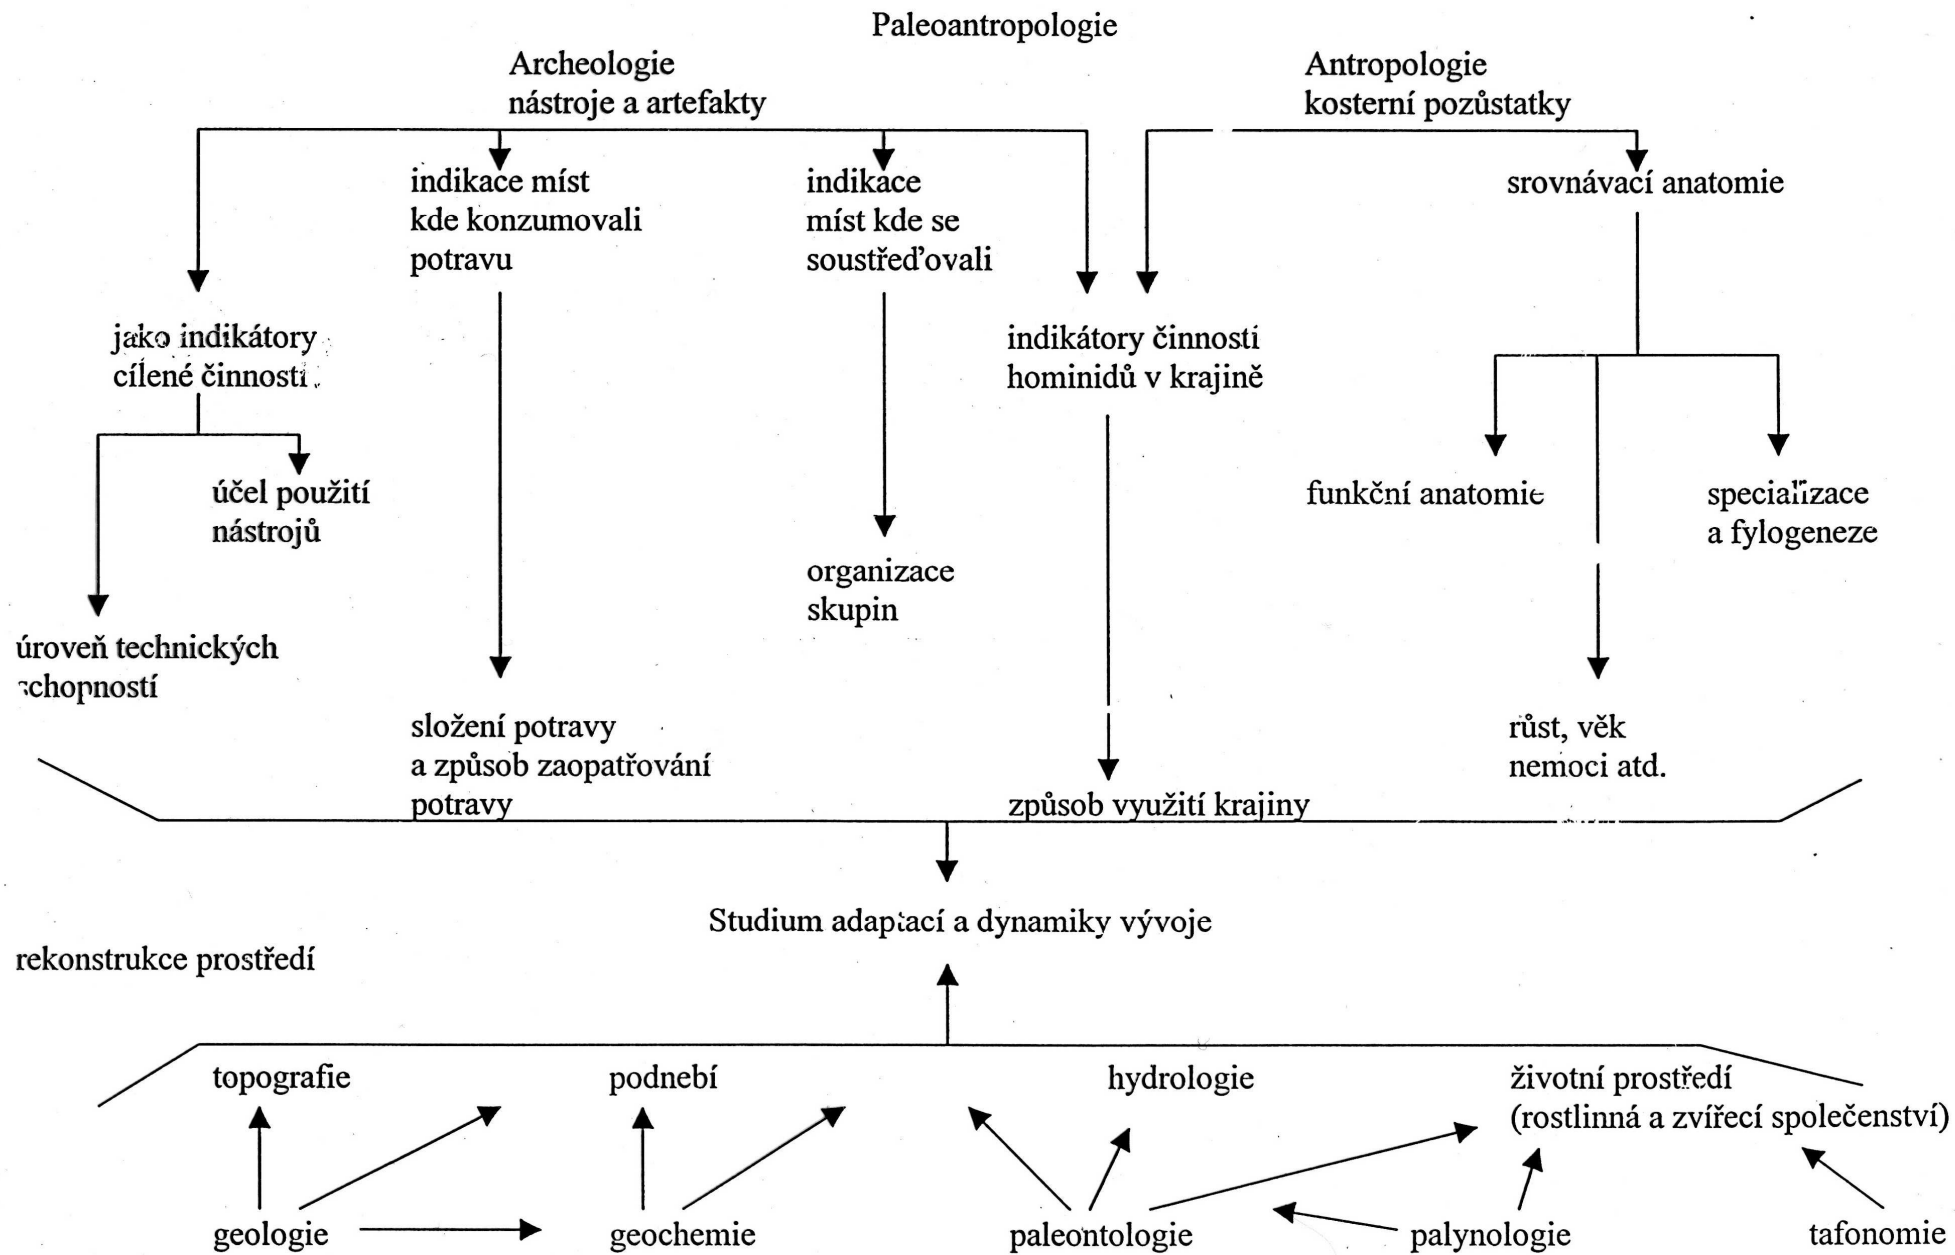 Paleoantropologie
Archeologie
nástroje a artefakty
Antropologie
kosterní pozůstatky
indikace míst
kde konzumovali
potravu
indikace
míst kde se
soustřeďovali
srovnávací anatomie
jako indikátory
cílené činnosti
indikátory činnosti
hominidů v krajině
účel použití
nástrojů
funkční anatomie
specializace
a fylogeneze
organizace
skupin
úroveň technických
schopností
složení potravy
a způsob zaopatřování
potravy
způsob využití krajiny
růst, věk
nemoci atd.
Studium adaptací a dynamiky vývoje
rekonstrukce prostředí
topografie
podnebí
hydrologie
životní prostředí
(rostlinná a zvířecí společenství)
geologie
geochemie
paleontologie
palynologie
tafonomie